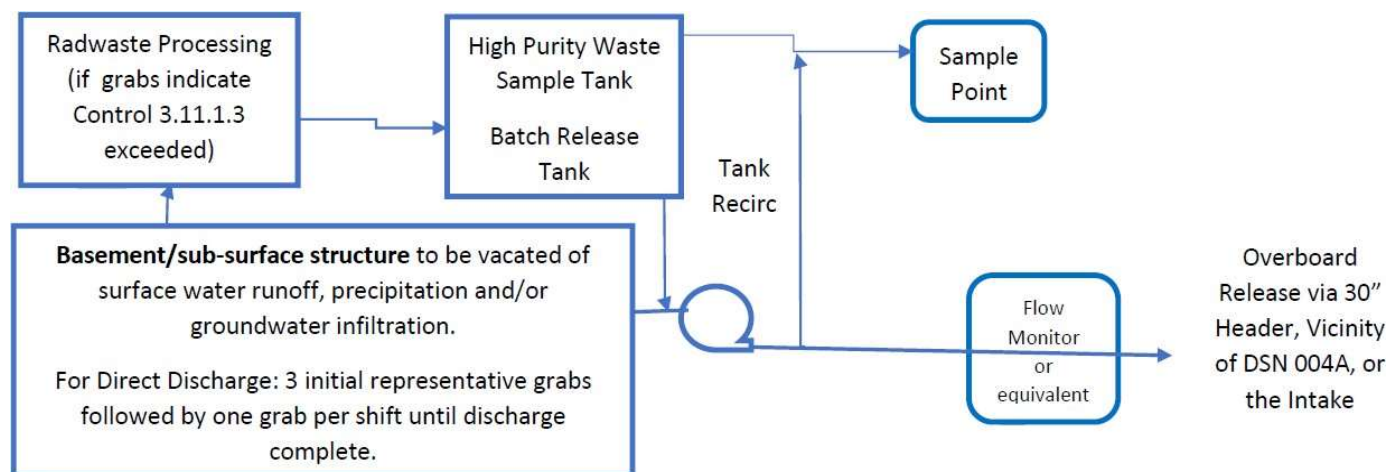 Radwaste Processing
(if grabs indicate
Control 3.11.1.3
exceeded)
High Purity Waste
Sample Tank
Batch Release
Tank
Sample
Point
Tank
Recirc
Basement/sub-surface structure to be vacated of
surface water runoff, precipitation and/or
groundwater infiltration.
For Direct Discharge: 3 initial representative grabs
followed by one grab per shift until discharge
complete.
Flow
Monitor
or
equivalent
Overboard
Release via 30” 
Header, Vicinity
of DSN 004A, or
the Intake